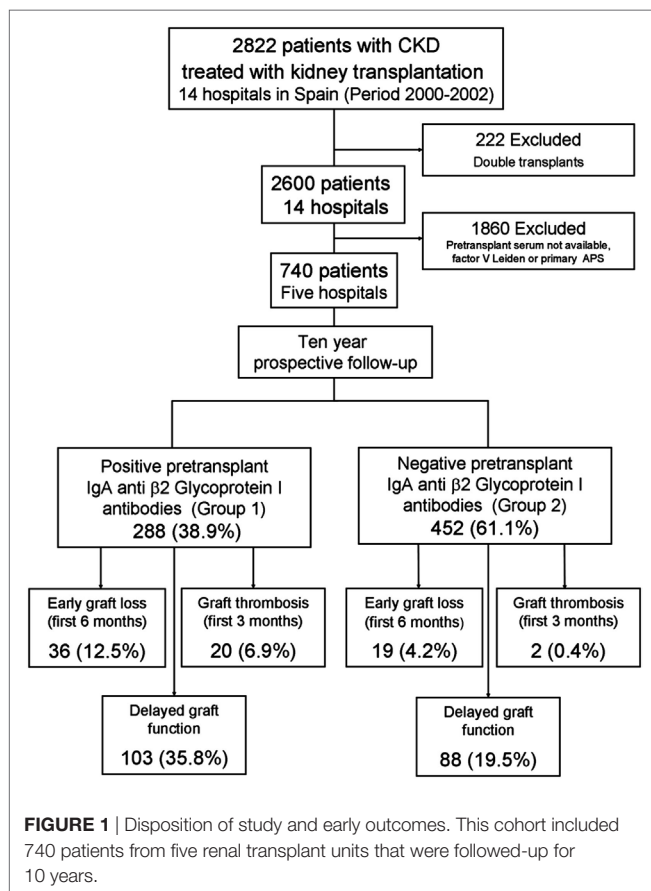 2822 patients with CKD
treated with kidney transplantation
14 hospitals in Spain (Period 2000-2002)
222 Excluded
Double transplants
2600 patients
14 hospitals
1860 Excluded
Pretransplant serum not available,
factor V Leiden or primary APS
740 patients
Five hospitals
Ten year
prospective follow-up
Positive pretransplant
IgA anti β2 Glycoprotein I
antibodies (Group 1)
288 (38.9%)
Negative pretransplant
IgA anti β2 Glycoprotein I
antibodies (Group 2)
452 (61.1%)
Early graft loss
(first 6 months)
36 (12.5%)
Graft thrombosis
(first 3 months)
20 (6.9%)
Early graft loss
(first 6 months)
19 (4.2%)
Graft thrombosis
(first 3 months)
2 (0.4%)
Delayed graft
function
103 (35.8%)
Delayed graft
function
88 (19.5%)
FIGURE 1 | Disposition of study and early outcomes. This cohort included
740 patients from five renal transplant units that were followed-up for
10 years.